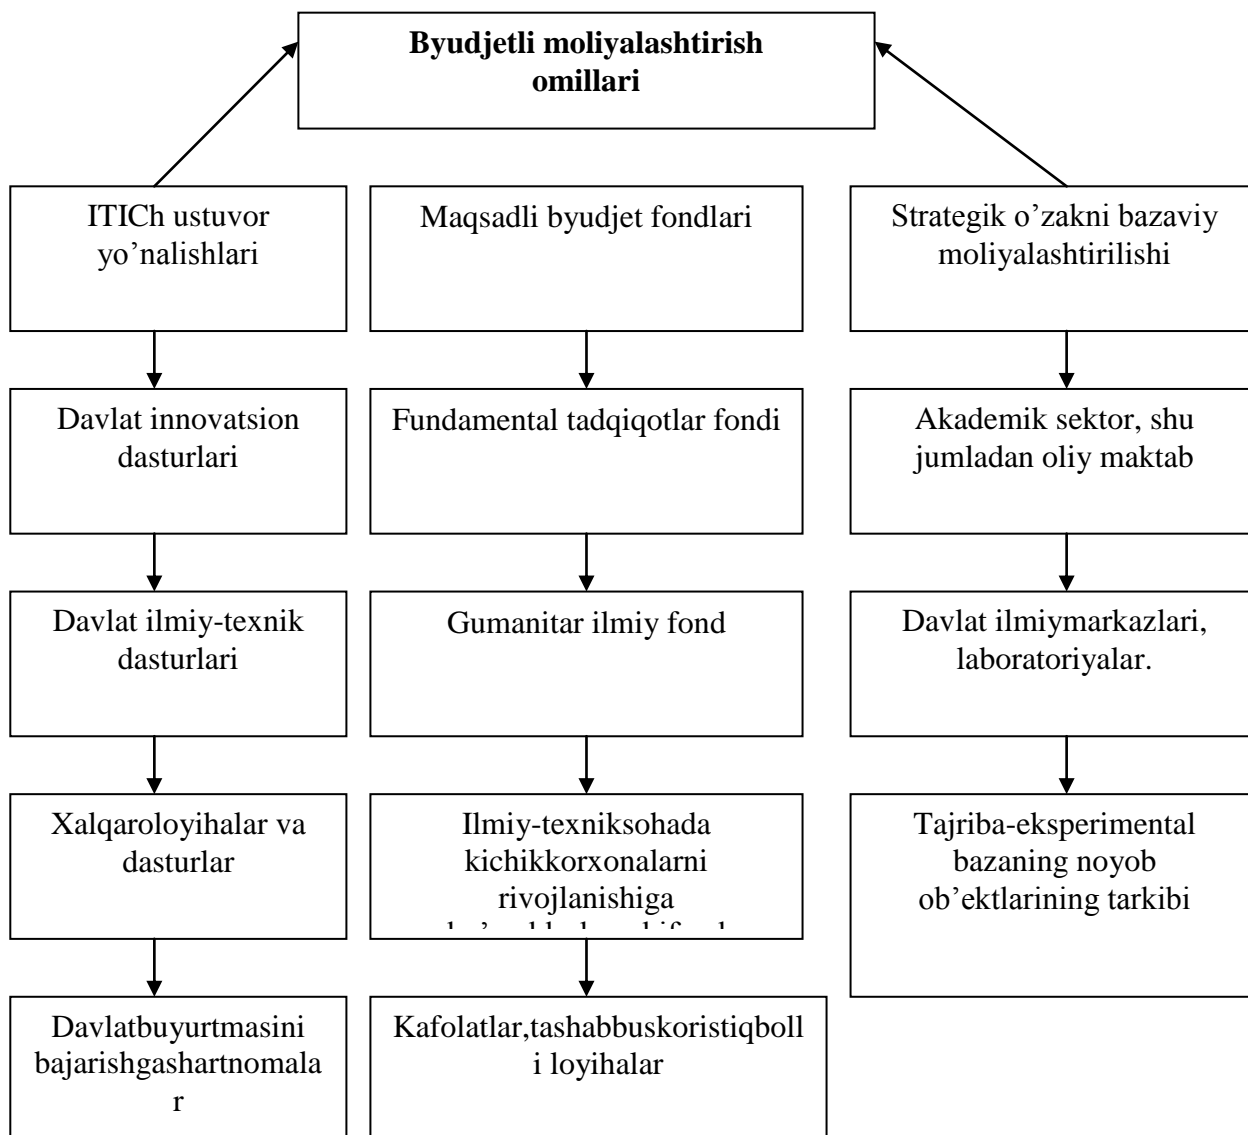 Byudjetli moliyalashtirish
omillari
ITICh ustuvor
yo’nalishlari
Maqsadli byudjet fondlari
Strategik o’zakni bazaviy
moliyalashtirilishi
Davlat innovatsion
dasturlari
Fundamental tadqiqotlar fondi
Akademik sektor, shu
jumladan oliy maktab
Davlat ilmiy-texnik
dasturlari
Gumanitar ilmiy fond
Davlat ilmiymarkazlari,
laboratoriyalar.
Xalqaroloyihalar va
dasturlar
Ilmiy-texniksohada
kichikkorxonalarni
rivojlanishiga
Tajriba-eksperimental
bazaning noyob
ob’ektlarining tarkibi
Davlatbuyurtmasini
bajarishgashartnomala
r
Kafolatlar,tashabbuskoristiqboll
i loyihalar